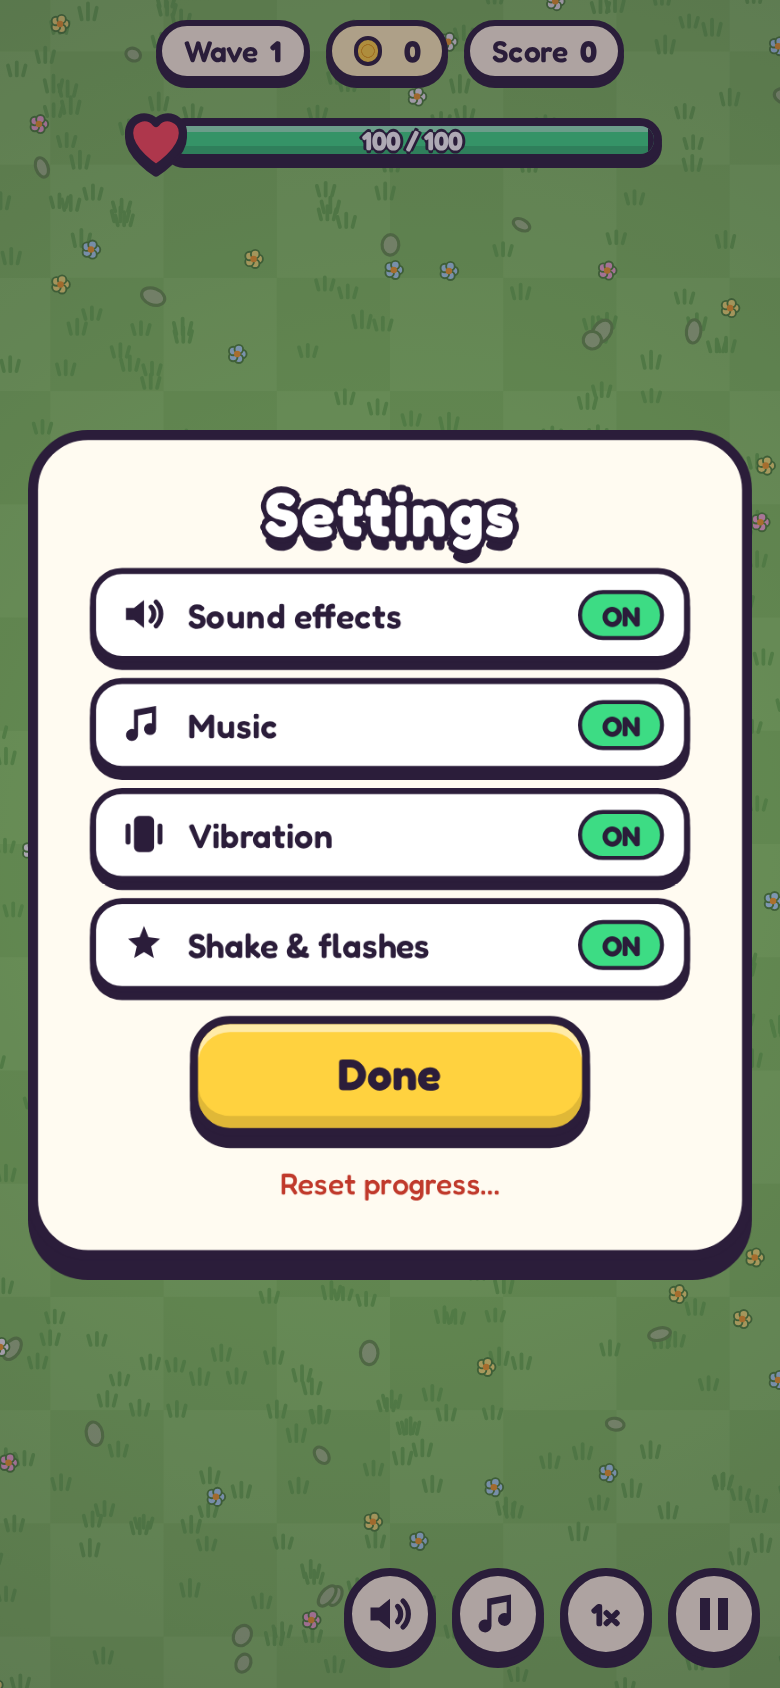 Wave 1
0
Score 0
100 / 100
Settings
Sound effects ON
Music ON
Vibration ON
Shake & flashes ON
Done
Reset progress...
1x